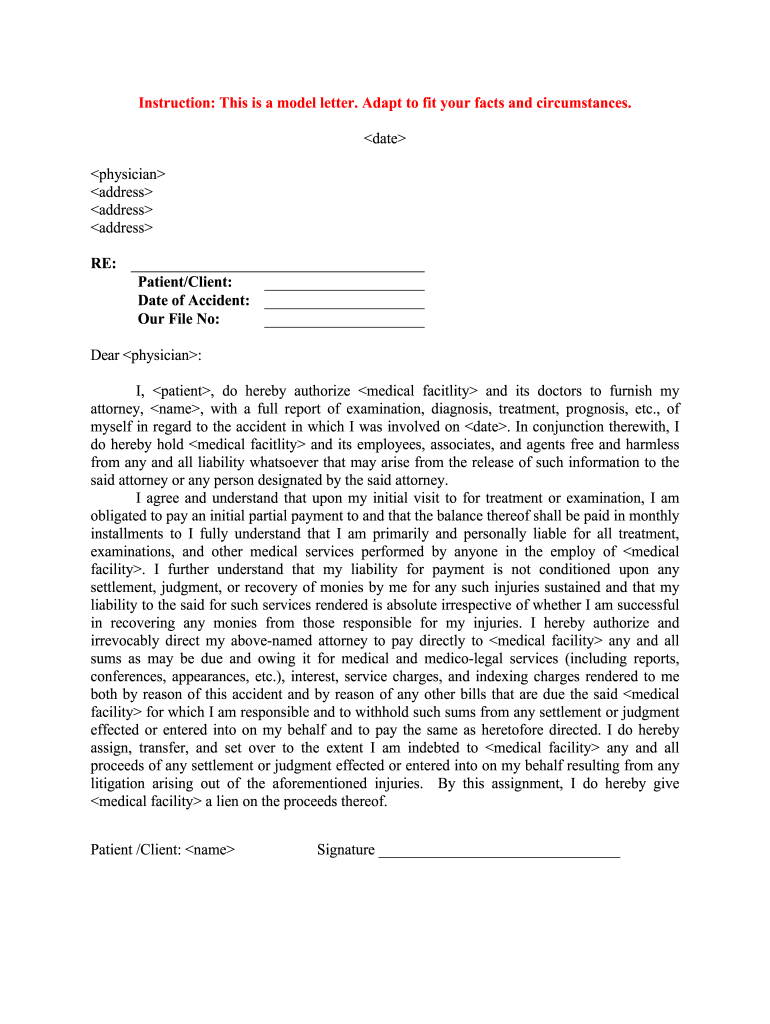 Instruction: This is a model letter. Adapt to fit your facts and circumstances.
<date>
<physician>
<address>
<address>
<address>
RE: ______________________________________
Patient/Client: _____________________
Date of Accident: _____________________
Our File No: _____________________
Dear <physician>:
I, <patient>, do hereby authorize <medical facitlity> and its doctors to furnish my
attorney, <name>, with a full report of examination, diagnosis, treatment, prognosis, etc., of
myself in regard to the accident in which I was involved on <date>. In conjunction therewith, I
do hereby hold <medical facitlity> and its employees, associates, and agents free and harmless
from any and all liability whatsoever that may arise from the release of such information to the
said attorney or any person designated by the said attorney.
I agree and understand that upon my initial visit to for treatment or examination, I am
obligated to pay an initial partial payment to and that the balance thereof shall be paid in monthly
installments to I fully understand that I am primarily and personally liable for all treatment,
examinations, and other medical services performed by anyone in the employ of <medical
facility>. I further understand that my liability for payment is not conditioned upon any
settlement, judgment, or recovery of monies by me for any such injuries sustained and that my
liability to the said for such services rendered is absolute irrespective of whether I am successful
in recovering any monies from those responsible for my injuries. I hereby authorize and
irrevocably direct my above-named attorney to pay directly to <medical facility> any and all
sums as may be due and owing it for medical and medico-legal services (including reports,
conferences, appearances, etc.), interest, service charges, and indexing charges rendered to me
both by reason of this accident and by reason of any other bills that are due the said <medical
facility> for which I am responsible and to withhold such sums from any settlement or judgment
effected or entered into on my behalf and to pay the same as heretofore directed. I do hereby
assign, transfer, and set over to the extent I am indebted to <medical facility> any and all
proceeds of any settlement or judgment effected or entered into on my behalf resulting from any
litigation arising out of the aforementioned injuries. By this assignment, I do hereby give
<medical facility> a lien on the proceeds thereof.
Patient /Client: <name> Signature _______________________________